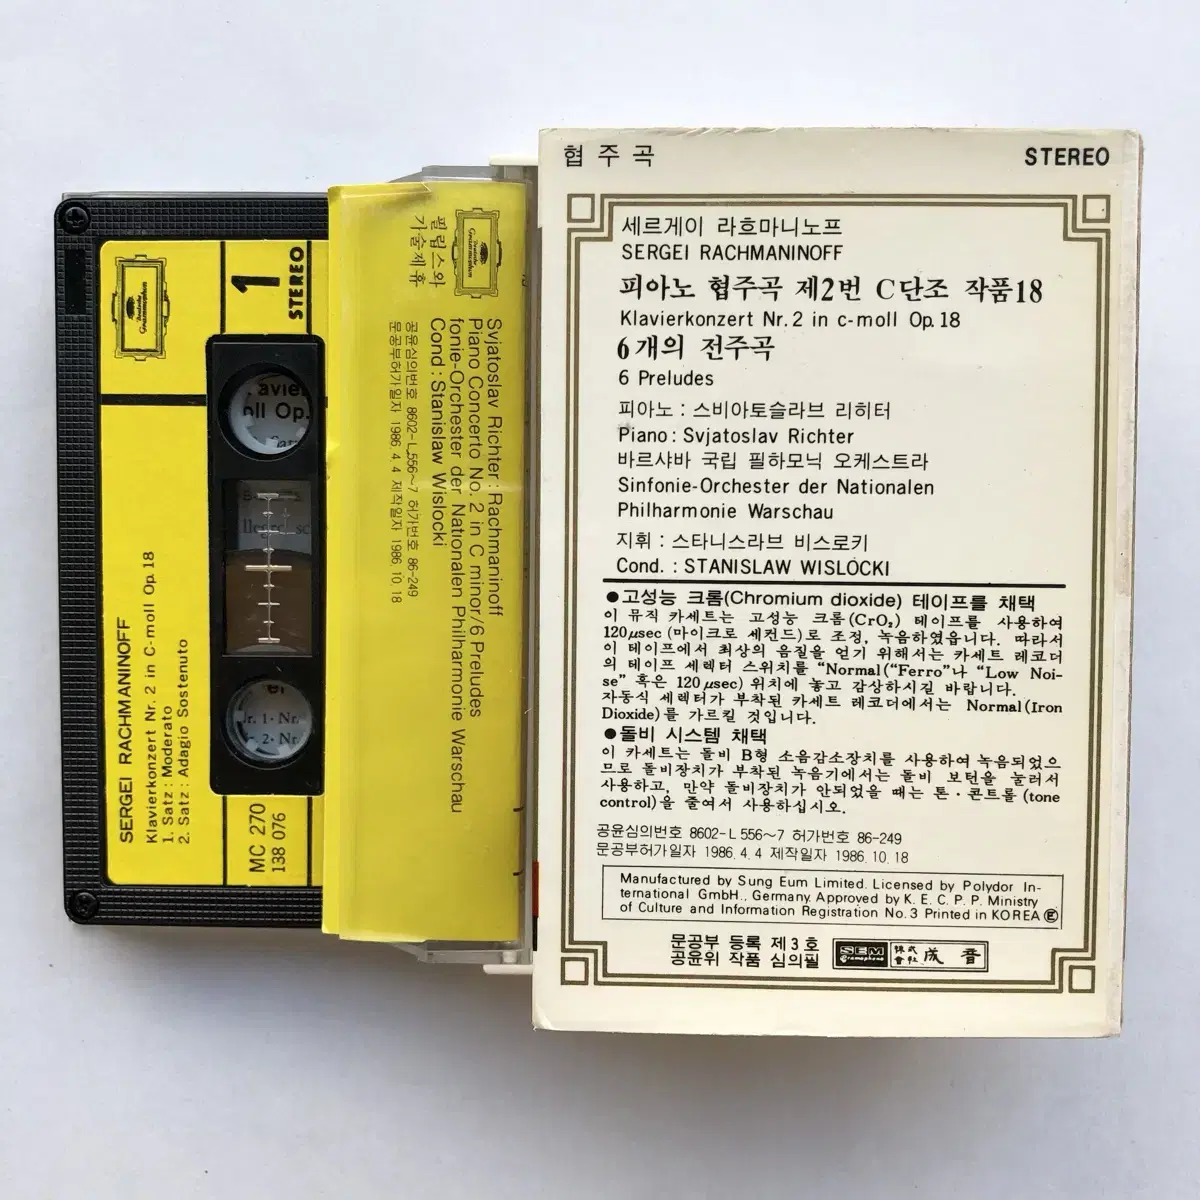 협 주 곡
STEREO
세르게이 라흐마니노프
SERGEI RACHMANINOFF
피아노 협주곡 제2번 C단조 작품18
Klavierkonzert Nr. 2 in c-moll Op. 18
6개의 전주곡
6 Preludes
피아노 : 스비아토슬라브 리히터
Piano : Svjatoslav Richter
바르샤바 국립 필하모닉 오케스트라
Sinfonie-Orchester der Nationalen
Philharmonie Warschau
지휘 : 스타니스라브 비스로키
Cond. : STANISLAW WISLOCKI
●고성능 크롬(Chromium dioxide) 테이프를 채택
이 뮤직 카세트는 고성능 크롬(CrO₂) 테이프를 사용하여
120μsec (마이크로 세컨드)로 조정, 녹음하였읍니다. 따라서
이 테이프에서 최상의 음질을 얻기 위해서는 카세트 레코더
의 테이프 세렉터 스위치를 “Normal(“Ferro”나 “Low Noi-
se” 혹은 120μsec) 위치에 놓고 감상하시길 바랍니다.
자동식 세렉터가 부착된 카세트 레코더에서는 Normal(Iron
Dioxide)를 가르킬 것입니다.
●돌비 시스템 채택
이 카세트는 돌비 B형 소음감소장치를 사용하여 녹음되었으
므로 돌비장치가 부착된 녹음기에서는 돌비 보턴을 눌러서
사용하고, 만약 돌비장치가 안되었을 때는 톤·콘트롤(tone
control)을 줄여서 사용하십시오.
공윤심의번호 8602-L 556~7 허가번호 86-249
문공부허가일자 1986. 4. 4 제작일자 1986. 10. 18
Manufactured by Sung Eum Limited. Licensed by Polydor In-
ternational GmbH., Germany. Approved by K. E. C. P. P. Ministry
of Culture and Information Registration No. 3 Printed in KOREA Ⓔ
문공부 등록 제3호
공윤위 작품 심의필
SEM
Gramophone
株式
會社
成音
Deutsche
Grammophon
필립스와
기술제휴
Svjatoslav Richter : Rachmaninoff
Piano Concerto No. 2 in C minor/6 Preludes
fonie-Orchester der Nationalen Philharmonie Warschau
Cond : Stanislaw Wislocki
공윤심의번호 8602-L 556~7 허가번호 86-249
문공부허가일자 1986. 4. 4 제작일자 1986. 10. 18
Deutsche
Grammophon
1
STEREO
SERGEI RACHMANINOFF
Klavierkonzert Nr. 2 in C-moll Op. 18
1. Satz : Moderato
2. Satz : Adagio Sostenuto
MC 270
138 076